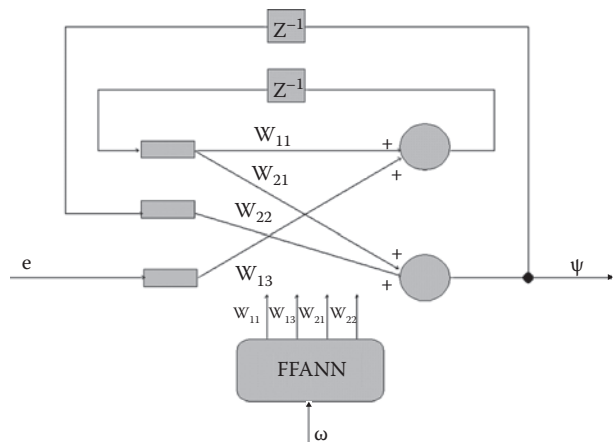 Z⁻¹
Z⁻¹
W₁₁
+
W₂₁
+
W₂₂
+
e
W₁₃
+
ψ
W₁₁ W₁₃ W₂₁ W₂₂
FFANN
ω